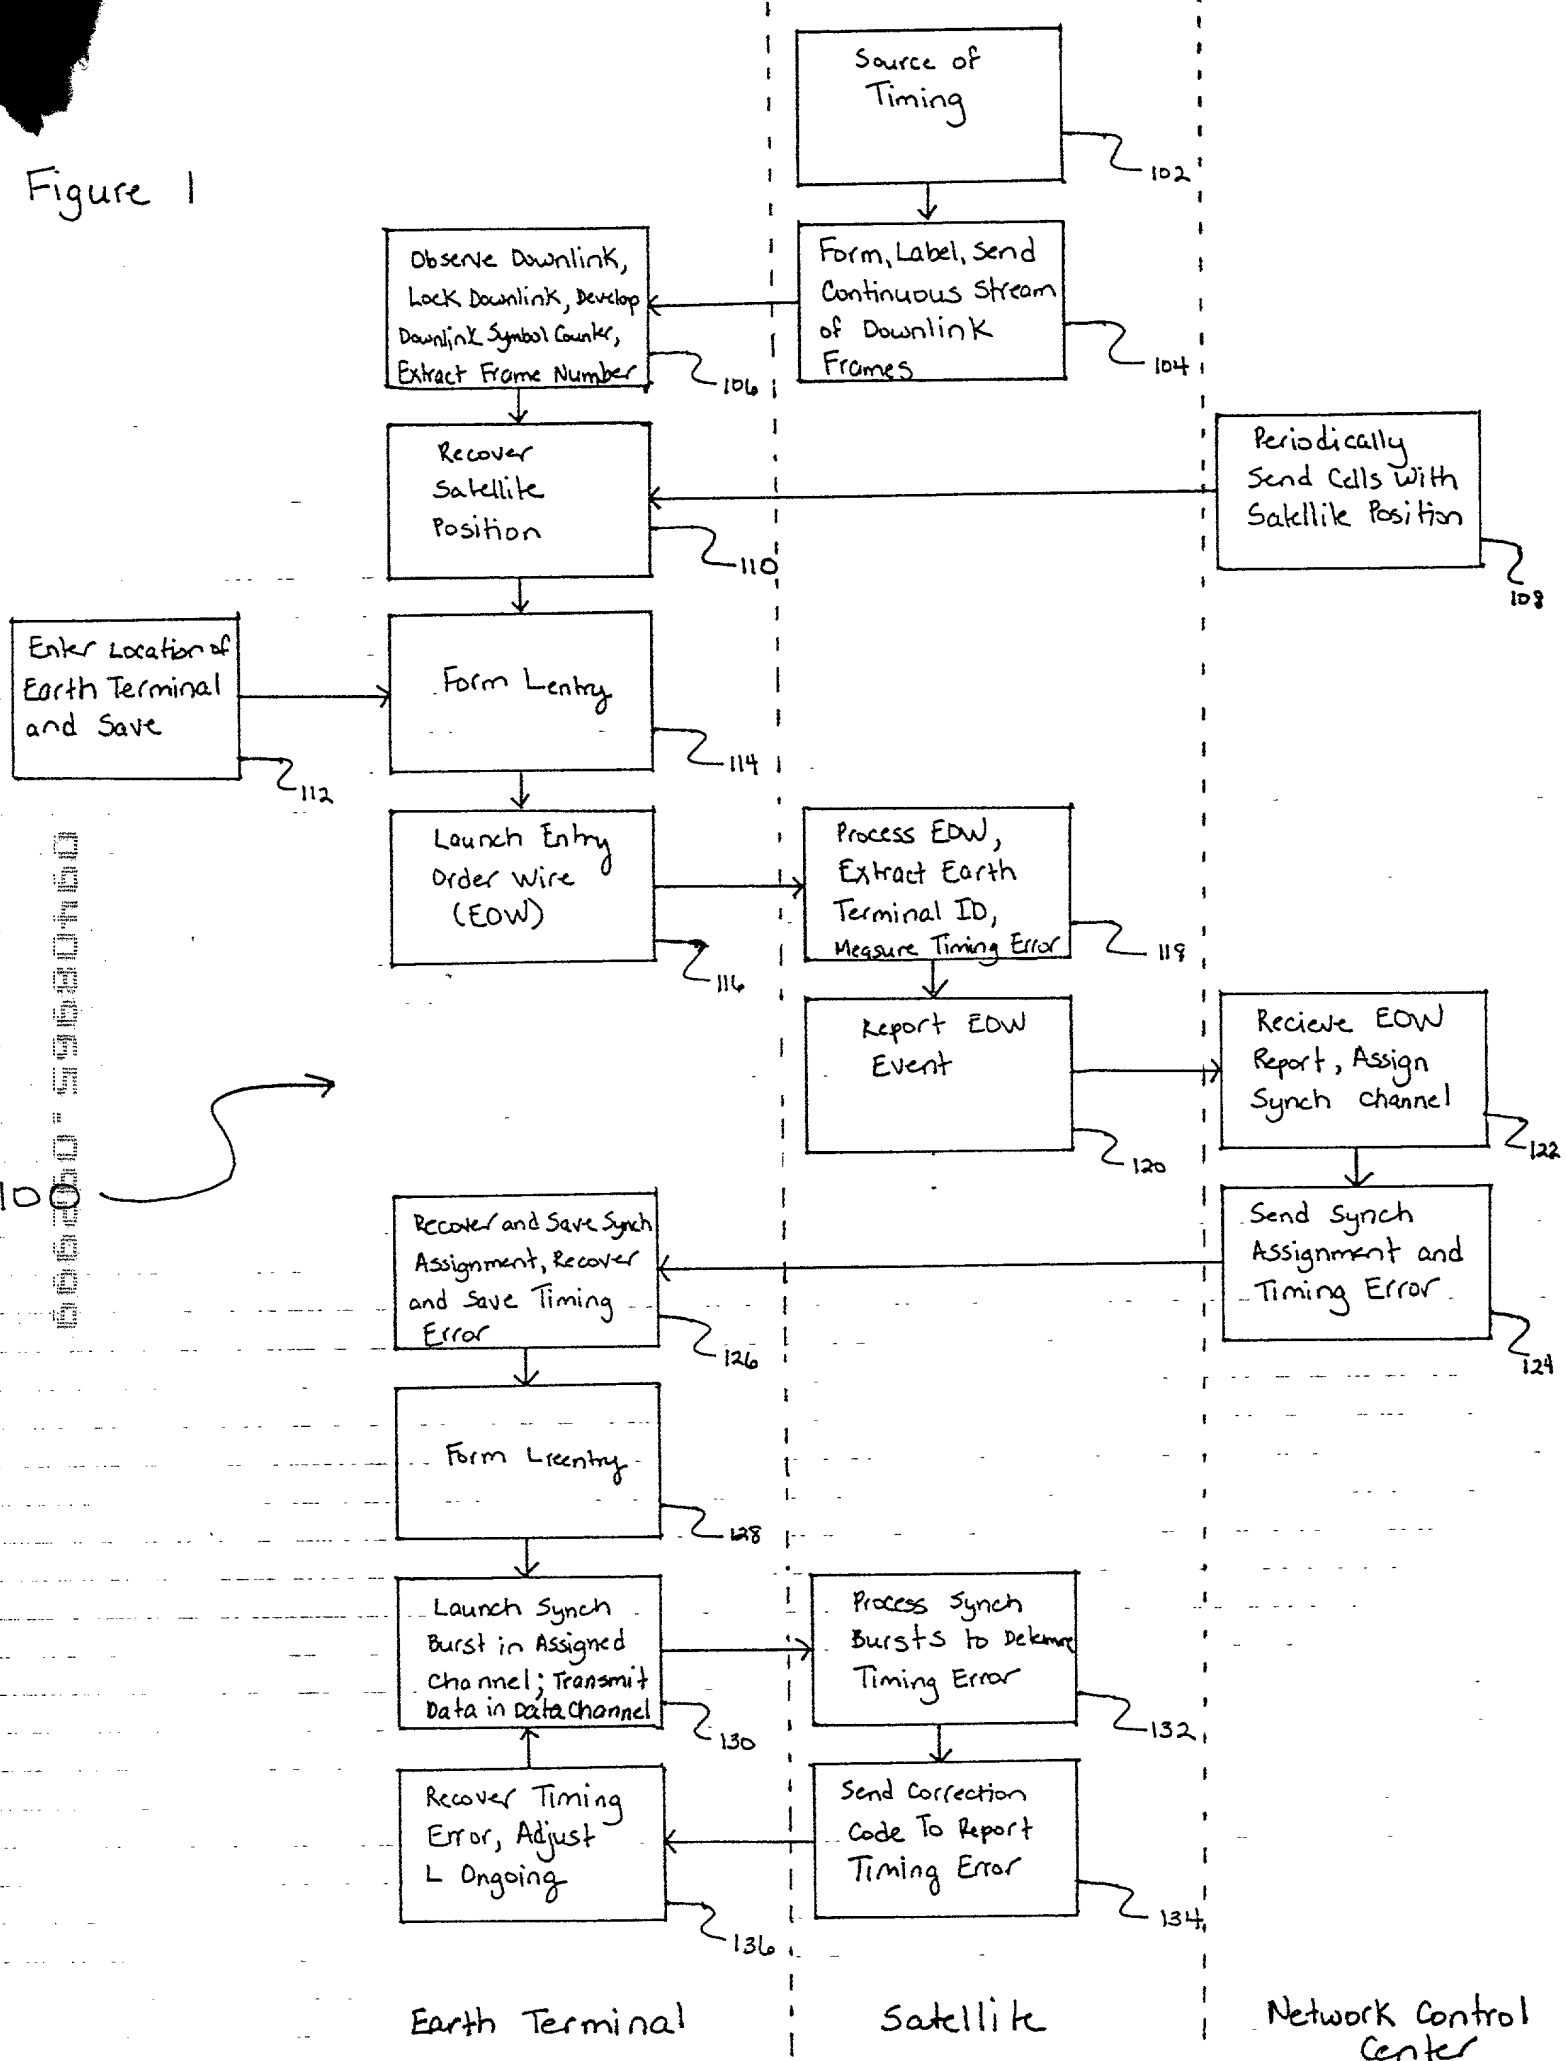 Figure 1
Source of
Timing
102
Form, Label, Send
Continuous Stream
of Downlink
Frames
104
Observe Downlink,
Lock Downlink, Develop
Downlink Symbol Counter,
Extract Frame Number
106
Periodically
Send Cells With
Satellite Position
108
Recover
Satellite
Position
110
Enter Location of
Earth Terminal
and Save
112
Form Lentry
114
Launch Entry
Order Wire
(EOW)
116
Process EOW,
Extract Earth
Terminal ID,
Measure Timing Error
118
Report EOW
Event
120
Recieve EOW
Report, Assign
Synch Channel
122
100
Send Synch
Assignment and
Timing Error
124
Recover and Save Synch
Assignment, Recover
and Save Timing
Error
126
Form Lreentry
128
Launch Synch
Burst in Assigned
Channel; Transmit
Data in Data Channel
130
Process Synch
Bursts to Determine
Timing Error
132
Send Correction
Code To Report
Timing Error
134
Recover Timing
Error, Adjust
L Ongoing
136
Earth Terminal
Satellite
Network Control
Center